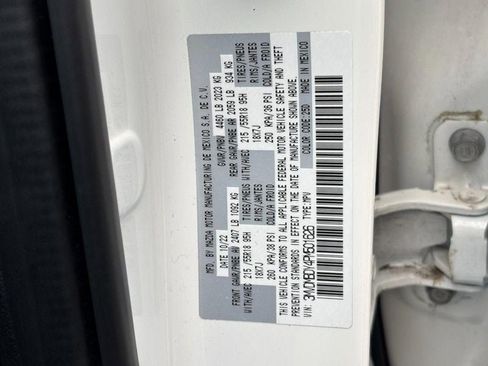 MFD. BY MAZDA MOTOR MANUFACTURING DE MEXICO S.A. DE C.V.
DATE: 10/22 GVWR/PNBV 4460 LB 2023 KG
FRONT GAWR/PNBE AV 2407 LB 1092 KG REAR GAWR/PNBE AR 2059 LB 934 KG
WITH/AVEC 215/55R18 95H TIRES/PNEUS WITH/AVEC 215/55R18 95H TIRES/PNEUS
18X7J RIMS/JANTES 18X7J RIMS/JANTES
260 KPA/38 PSI COLD/A FROID 250 KPA/36 PSI COLD/A FROID
THIS VEHICLE CONFORMS TO ALL APPLICABLE FEDERAL MOTOR VEHICLE SAFETY AND THEFT
PREVENTION STANDARDS IN EFFECT ON THE DATE OF MANUFACTURE SHOWN ABOVE.
VIN: TYPE:MPV COLOR CODE:25D MADE IN MEXICO